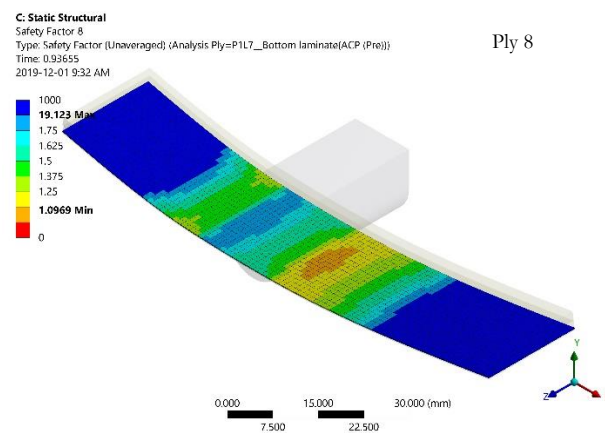 C: Static Structural
Safety Factor 8
Type: Safety Factor (Unaveraged) (Analysis Ply=P1L7__Bottom laminate(ACP (Pre)))
Time: 0.93655
2019-12-01 9:32 AM
Ply 8
1000
19.123 Max
1.75
1.625
1.5
1.375
1.25
1.0969 Min
0
Y
Z
0.000 15.000 30.000 (mm)
7.500 22.500